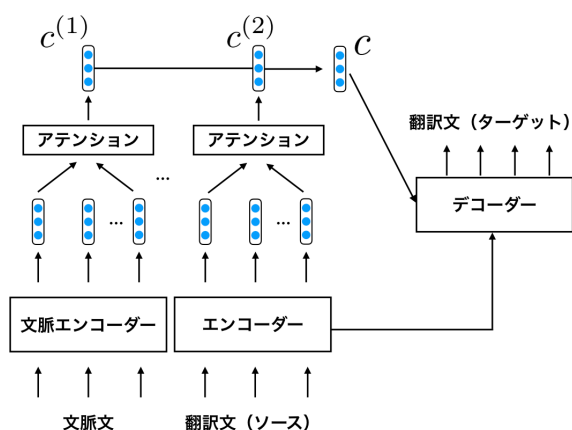 c(1)
c(2)
c
アテンション
アテンション
翻訳文（ターゲット）
...
デコーダー
...
...
文脈エンコーダー
エンコーダー
文脈文
翻訳文（ソース）